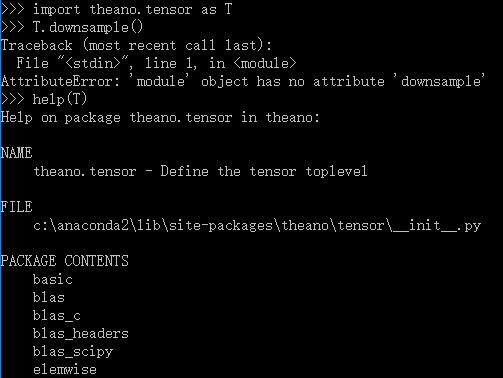 >>> import theano.tensor as T
>>> T.downsample()
Traceback (most recent call last):
  File "<stdin>", line 1, in <module>
AttributeError: 'module' object has no attribute 'downsample'
>>> help(T)
Help on package theano.tensor in theano:

NAME
    theano.tensor - Define the tensor toplevel

FILE
    c:\anaconda2\lib\site-packages\theano\tensor\__init__.py

PACKAGE CONTENTS
    basic
    blas
    blas_c
    blas_headers
    blas_scipy
    elemwise